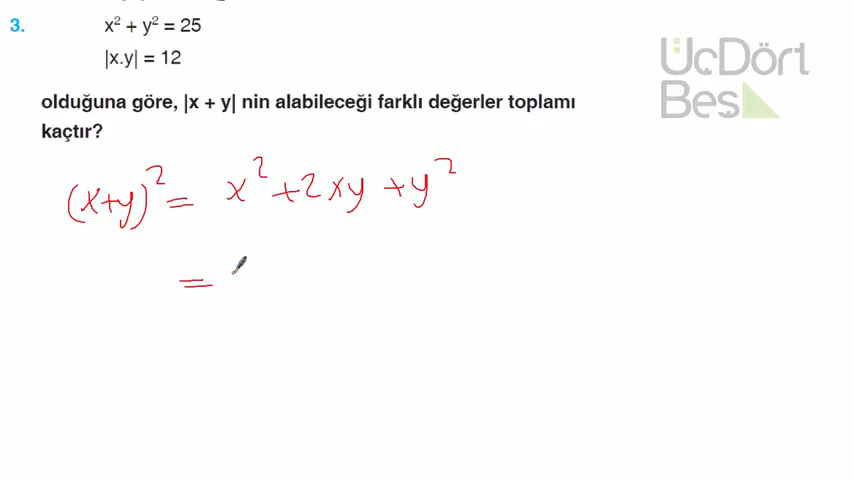 3.
x² + y² = 25
|x.y| = 12
olduğuna göre, |x + y| nin alabileceği farklı değerler toplamı
kaçtır?
ÜçDört
Beş
(x+y)² = x² + 2xy + y²
=